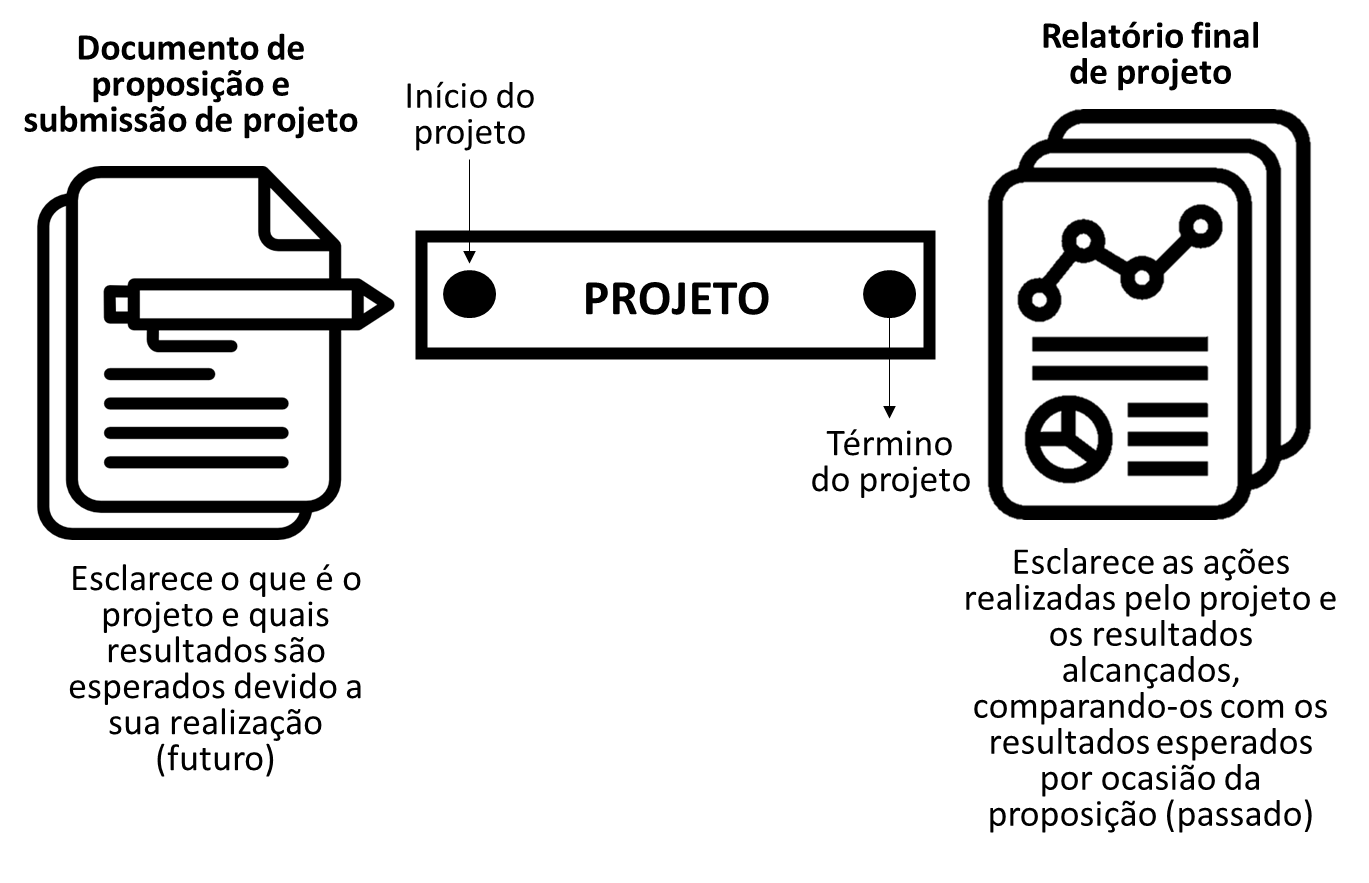 Documento de
proposição e
submissão de projeto
Esclarece o que é o
projeto e quais
resultados são
esperados devido a
sua realização
(futuro)
Início do
projeto
PROJETO
Término
do projeto
Relatório final
de projeto
Esclarece as ações
realizadas pelo projeto e
os resultados
alcançados,
comparando-os com os
resultados esperados
por ocasião da
proposição (passado)